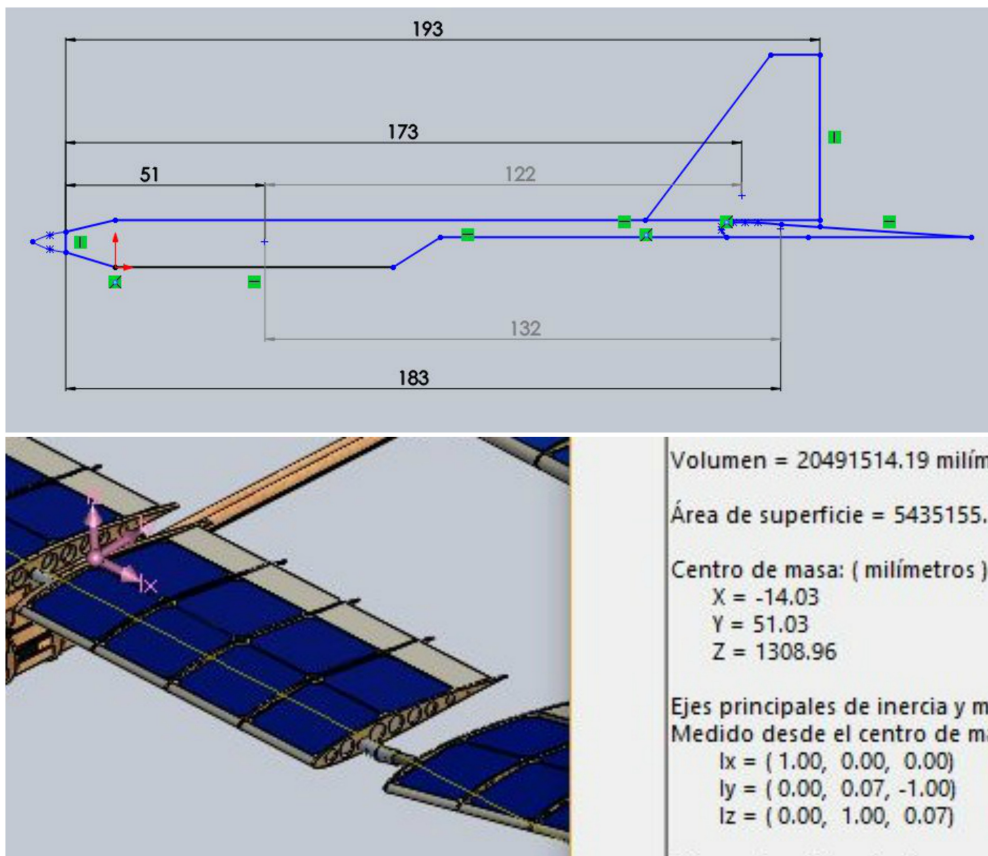 193
173
51
122
132
183
Volumen = 20491514.19 milím
Área de superficie = 5435155.
Centro de masa: ( milímetros )
X = -14.03
Y = 51.03
Z = 1308.96
Ejes principales de inercia y m
Medido desde el centro de ma
Ix = ( 1.00, 0.00, 0.00)
Iy = ( 0.00, 0.07, -1.00)
Iz = ( 0.00, 1.00, 0.07)
Ix